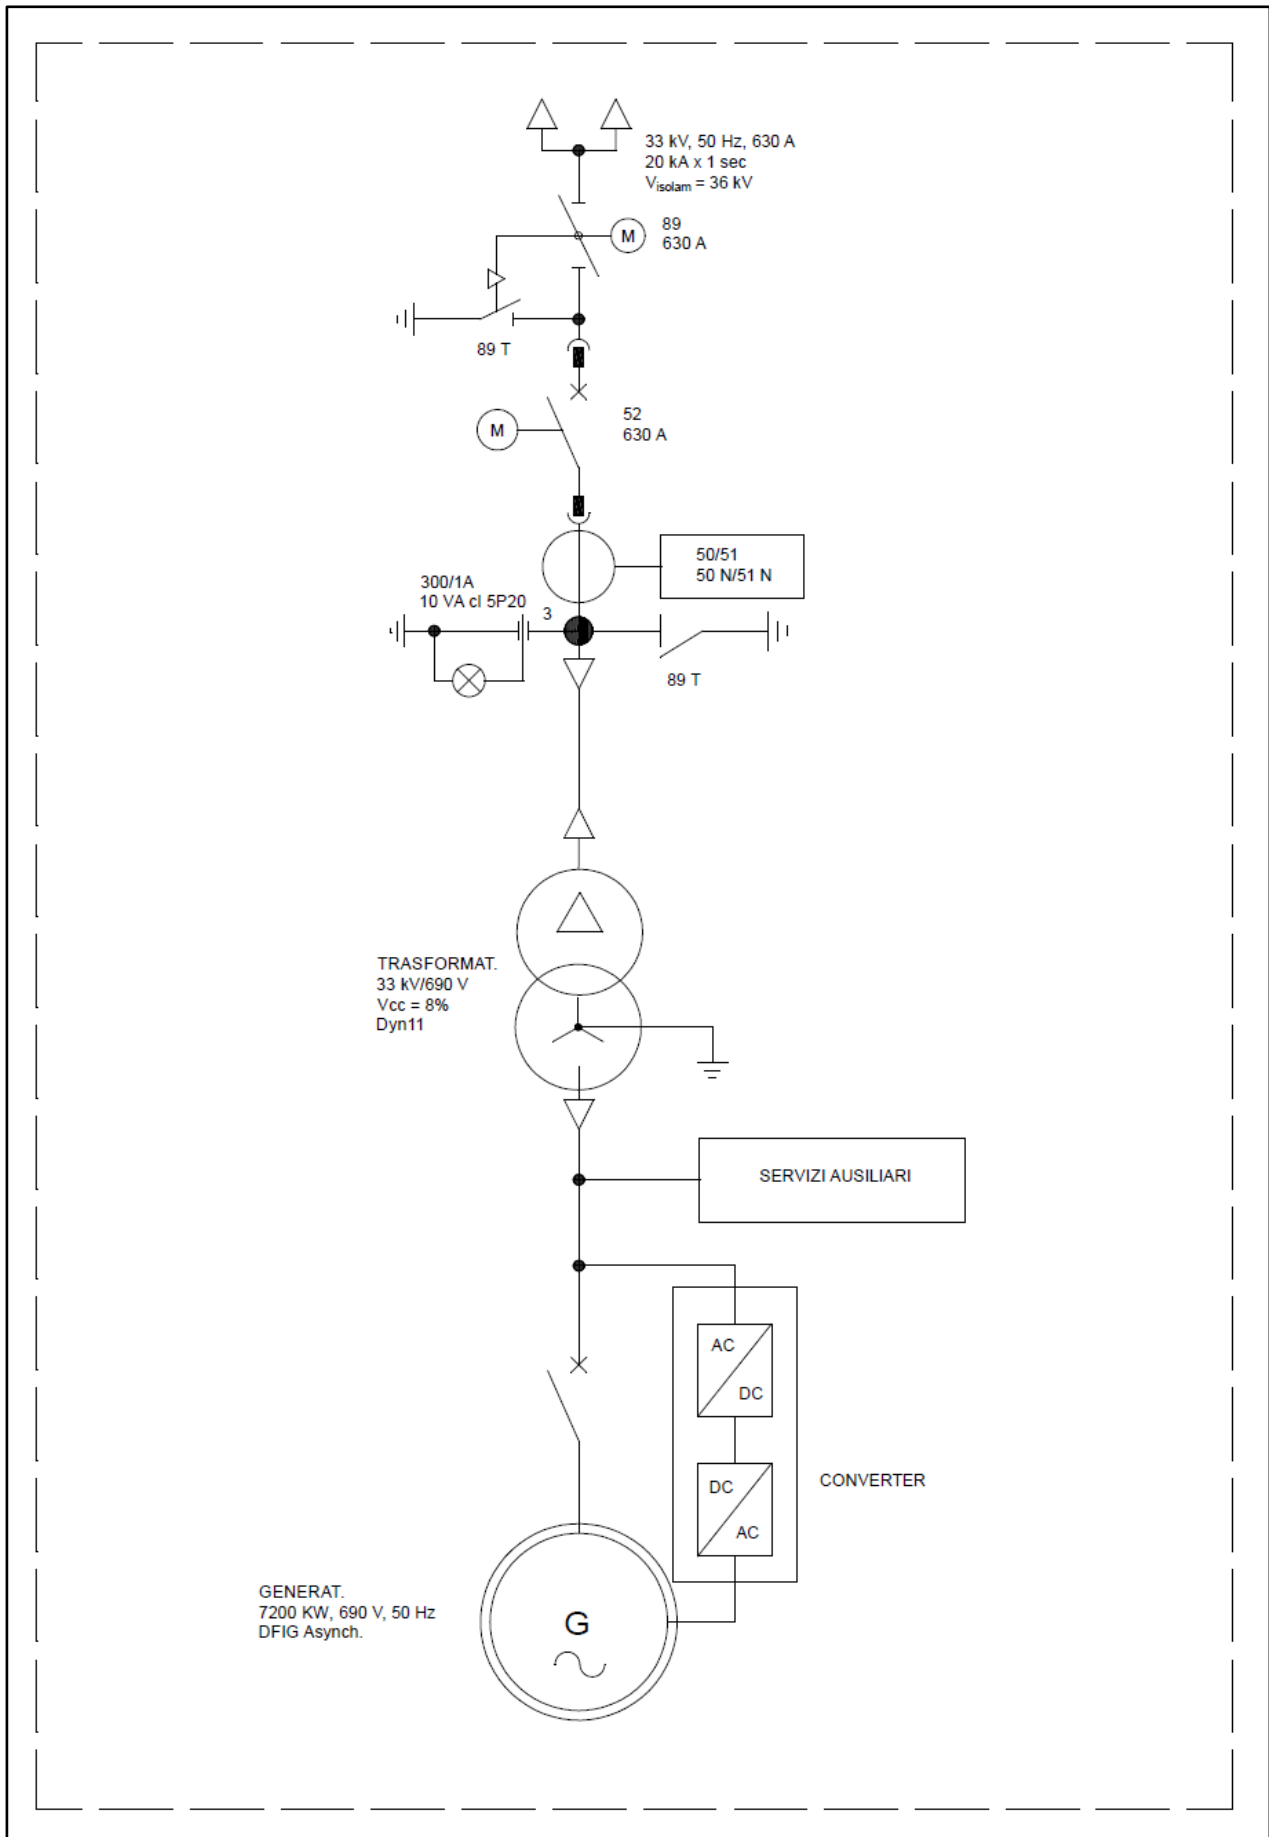 33 kV, 50 Hz, 630 A
20 kA x 1 sec
Visolam = 36 kV
89
630 A
M
89 T
52
630 A
M
50/51
50 N/51 N
300/1A
10 VA cl 5P20
3
89 T
TRASFORMAT.
33 kV/690 V
Vcc = 8%
Dyn11
SERVIZI AUSILIARI
AC
DC
DC
AC
CONVERTER
GENERAT.
7200 KW, 690 V, 50 Hz
DFIG Asynch.
G